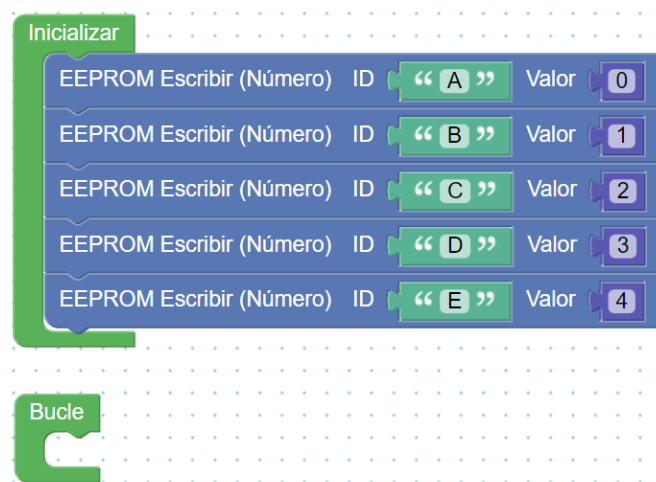 Inicializar
EEPROM Escribir (Número) ID “ A ” Valor 0
EEPROM Escribir (Número) ID “ B ” Valor 1
EEPROM Escribir (Número) ID “ C ” Valor 2
EEPROM Escribir (Número) ID “ D ” Valor 3
EEPROM Escribir (Número) ID “ E ” Valor 4
Bucle